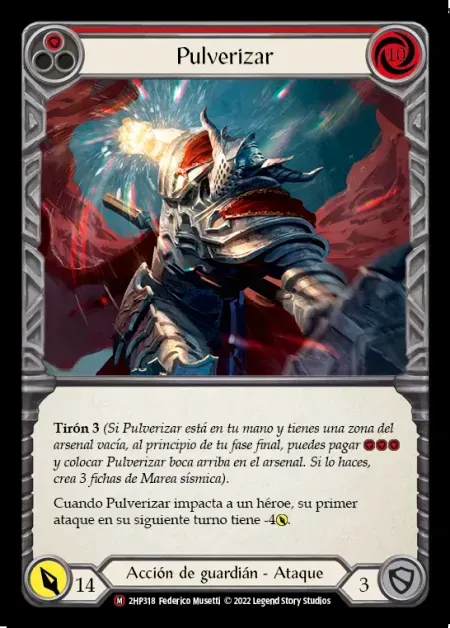 Pulverizar
10
Tirón 3 (Si Pulverizar está en tu mano y tienes una zona del
arsenal vacía, al principio de tu fase final, puedes pagar
y colocar Pulverizar boca arriba en el arsenal. Si lo haces,
crea 3 fichas de Marea sísmica).
Cuando Pulverizar impacta a un héroe, su primer
ataque en su siguiente turno tiene -4.
14
Acción de guardián - Ataque
3
M 2HP318 Federico Musetti © 2022 Legend Story Studios